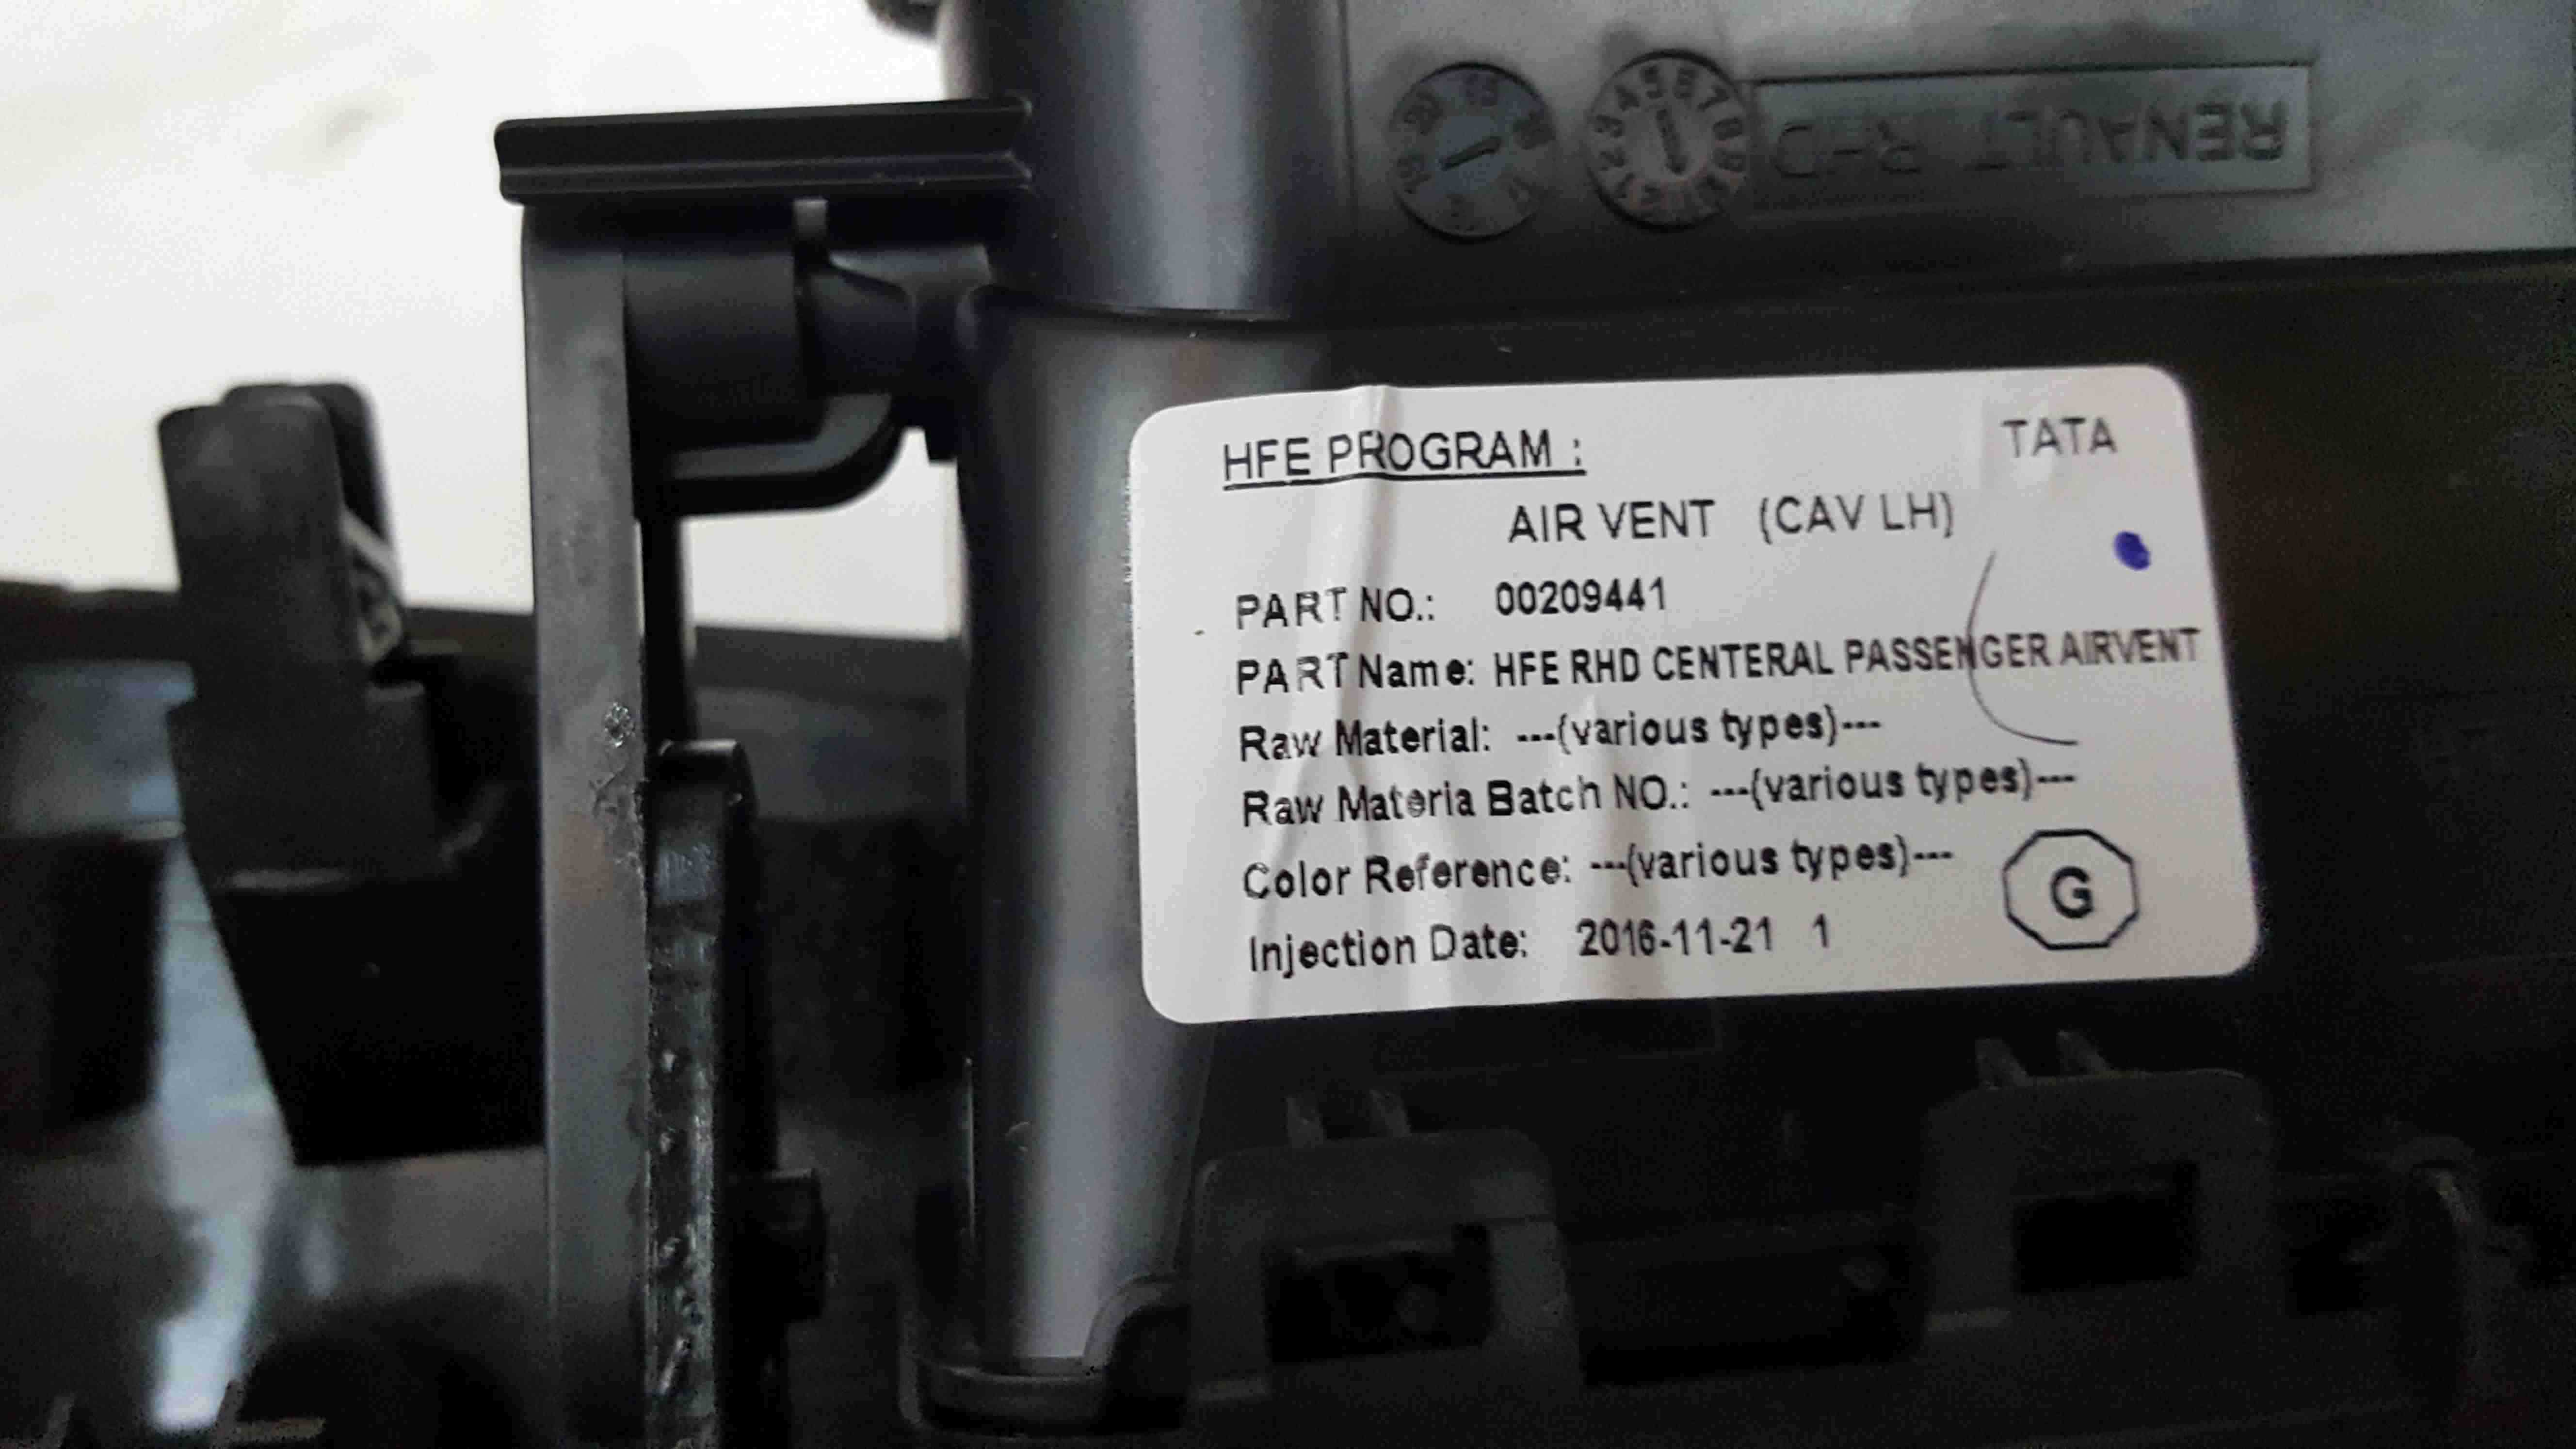 RENAULT RHD
HFE PROGRAM :
TATA
AIR VENT (CAV LH)
PART NO.: 00209441
PART Name: HFE RHD CENTERAL PASSENGER AIRVENT
Raw Material: ---(various types)---
Raw Materia Batch NO.: ---(various types)---
Color Reference: ---(various types)---
G
Injection Date: 2016-11-21 1